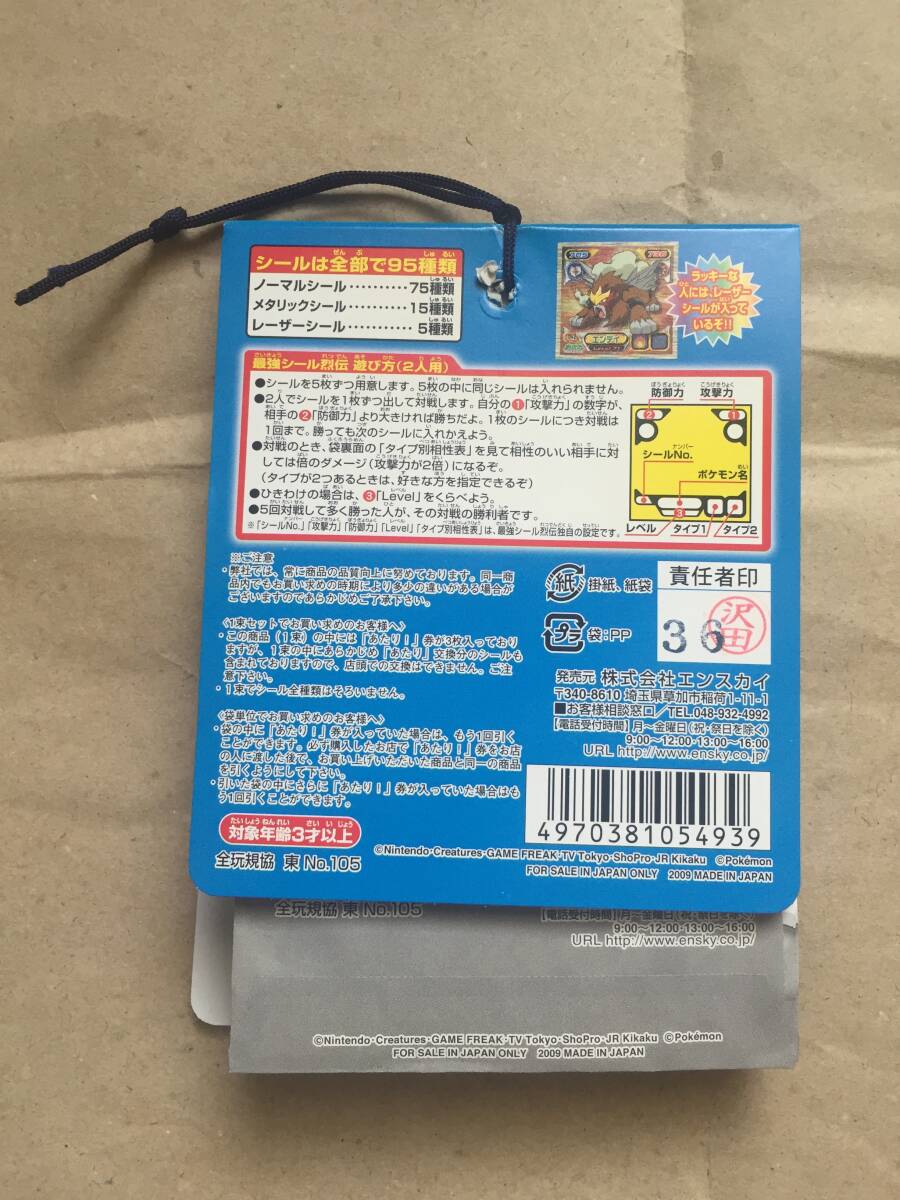 シールは全部で95種類
ノーマルシール‥‥‥‥‥75種類
メタリックシール‥‥‥‥15種類
レーザーシール‥‥‥‥‥5種類
エンテイ
ラッキーな
人には、レーザー
シールが入って
いるぞ!!
最強シール烈伝 遊び方(2人用)
●シールを5枚ずつ用意します。5枚の中に同じシールは入れられません。
●2人でシールを1枚ずつ出して対戦します。自分の①「攻撃力」の数字が、
相手の②「防御力」より大きければ勝ちだよ。1枚のシールにつき対戦は
1回まで。勝っても次のシールに入れかえよう。
●対戦のとき、袋裏面の「タイプ別相性表」を見て相性のいい相手に対
しては倍のダメージ(攻撃力が2倍)になるぞ。
(タイプが2つあるときは、好きな方を指定できるぞ)
●ひきわけの場合は、③「Level」をくらべよう。
●5回対戦して多く勝った人が、その対戦の勝利者です。
※「シールNo.」「攻撃力」「防御力」「Level」「タイプ別相性表」は、最強シール烈伝独自の設定です。
防御力 攻撃力
② ①
シールNo.
ポケモン名
③
レベル タイプ1 タイプ2
※ご注意
・弊社では、常に商品の品質向上に努めております。同一商
品内でもお買い求めの時期により多少の違いがある場合が
ございますのであらかじめご了承下さい。
<1束セットでお買い求めのお客様へ>
・この商品(1束)の中には「あたり!」券が3枚入っており
ますが、1束の中にあらかじめ「あたり」交換分のシールも
含まれておりますので、店頭での交換はできません。ご注
意下さい。
・1束でシール全種類はそろいません。
<袋単位でお買い求めのお客様へ>
・袋の中に「あたり!」券が入っていた場合は、もう1回引く
ことができます。必ず購入したお店で「あたり!」券をお店
の人に渡した後で、お買い上げいただいた商品と同一の商品
を引くようにして下さい。
・引いた袋の中にさらに「あたり!」券が入っていた場合はも
う1回引くことができます。
対象年齢3才以上
全玩規協 東 No.105
紙 掛紙、紙袋
プラ 袋:PP
責任者印
36
沢田
発売元 株式会社エンスカイ
〒340-8610 埼玉県草加市稲荷1-11-1
■お客様相談窓口/TEL.048-932-4992
【電話受付時間】月~金曜日(祝・祭日を除く)
9:00~12:00・13:00~16:00
URL http://www.ensky.co.jp/
4970381054939
©Nintendo・Creatures・GAME FREAK・TV Tokyo・ShoPro・JR Kikaku ©Pokémon
FOR SALE IN JAPAN ONLY 2009 MADE IN JAPAN
全玩規協 東 No.105
【電話受付時間】月~金曜日(祝・祭日を除く)
9:00~12:00・13:00~16:00
URL http://www.ensky.co.jp/
©Nintendo・Creatures・GAME FREAK・TV Tokyo・ShoPro・JR Kikaku ©Pokémon
FOR SALE IN JAPAN ONLY 2009 MADE IN JAPAN